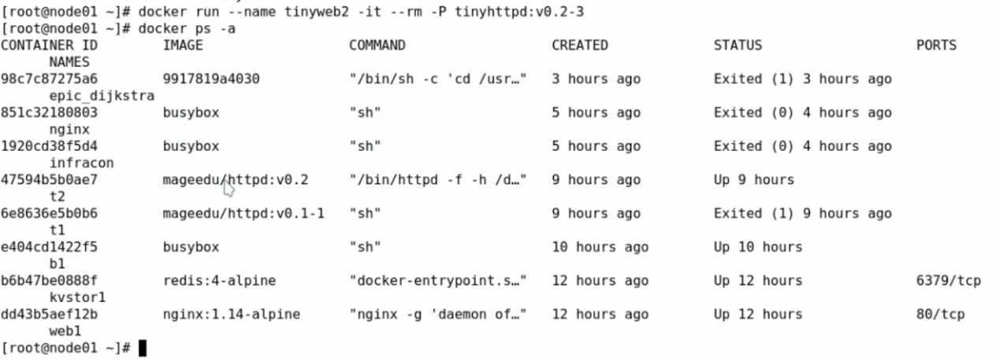 [root@node01 ~]# docker run --name tinyweb2 -it --rm -P tinyhttpd:v0.2-3
[root@node01 ~]# docker ps -a
CONTAINER ID        IMAGE                  COMMAND                  CREATED             STATUS                   PORTS
      NAMES
98c7c87275a6        9917819a4030           "/bin/sh -c 'cd /usr…"   3 hours ago         Exited (1) 3 hours ago
      epic_dijkstra
851c32180803        busybox                "sh"                     5 hours ago         Exited (0) 4 hours ago
      nginx
1920cd38f5d4        busybox                "sh"                     5 hours ago         Exited (0) 4 hours ago
      infracon
47594b5b0ae7        mageedu/httpd:v0.2     "/bin/httpd -f -h /d…"   9 hours ago         Up 9 hours
      t2
6e8636e5b0b6        mageedu/httpd:v0.1-1   "sh"                     9 hours ago         Exited (1) 9 hours ago
      t1
e404cd1422f5        busybox                "sh"                     10 hours ago        Up 10 hours
      b1
b6b47be0888f        redis:4-alpine         "docker-entrypoint.s…"   12 hours ago        Up 12 hours              6379/tcp
      kvstor1
dd43b5aef12b        nginx:1.14-alpine      "nginx -g 'daemon of…"   12 hours ago        Up 12 hours              80/tcp
      web1
[root@node01 ~]#